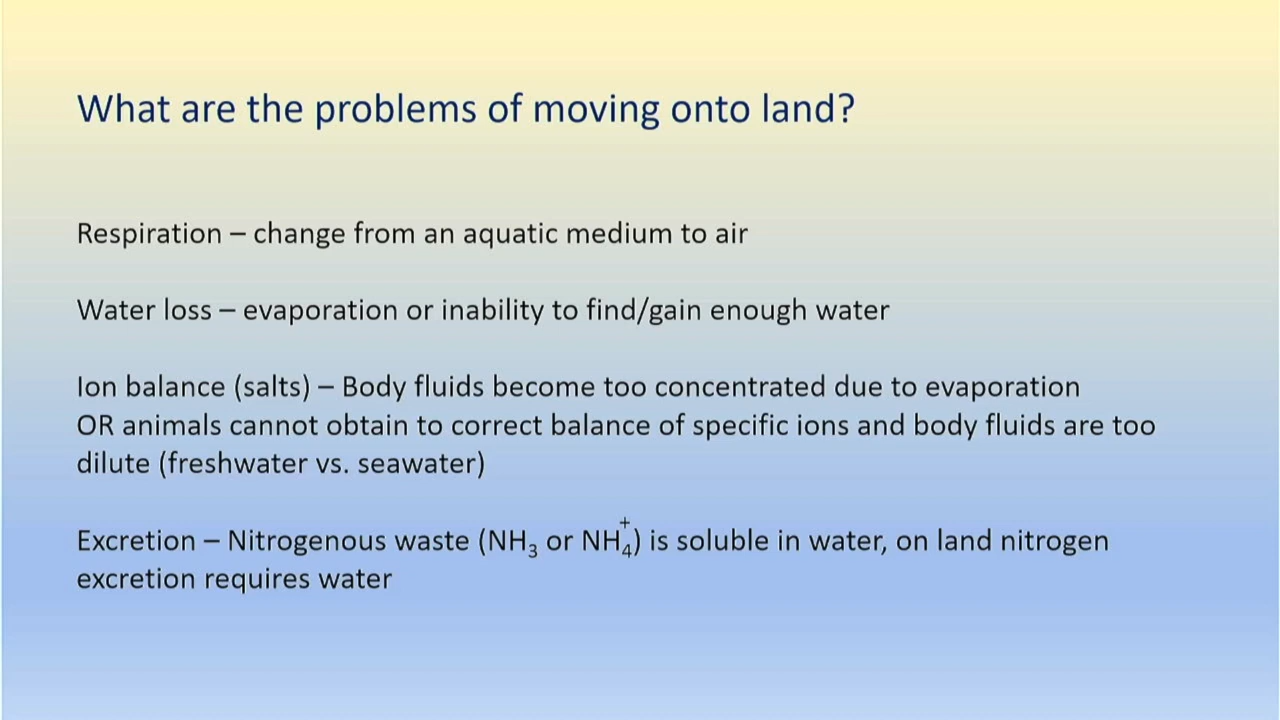 What are the problems of moving onto land?
Respiration – change from an aquatic medium to air
Water loss – evaporation or inability to find/gain enough water
Ion balance (salts) – Body fluids become too concentrated due to evaporation
OR animals cannot obtain to correct balance of specific ions and body fluids are too
dilute (freshwater vs. seawater)
Excretion – Nitrogenous waste (NH₃ or NH₄⁺) is soluble in water, on land nitrogen
excretion requires water